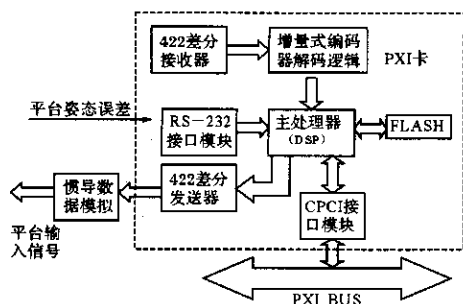 422差分
接收器
增量式编码
器解码逻辑
PXI卡
平台姿态误差
RS-232
接口模块
主处理器
(DSP)
FLASH
惯导数
据模拟
422差分
发送器
CPCI接
口模块
平台输
入信号
PXI BUS